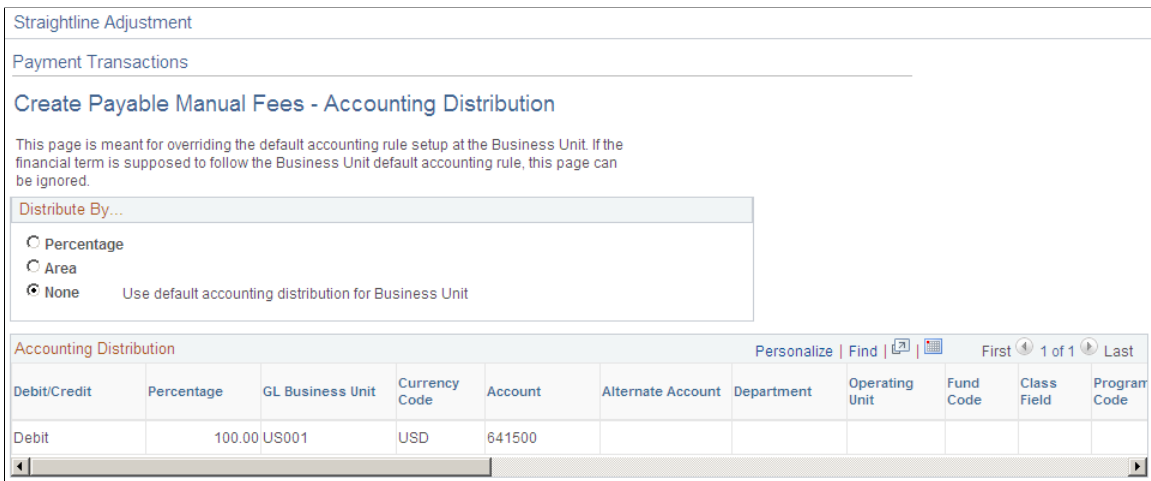 Straightline Adjustment
Payment Transactions
Create Payable Manual Fees - Accounting Distribution
This page is meant for overriding the default accounting rule setup at the Business Unit. If the
financial term is supposed to follow the Business Unit default accounting rule, this page can
be ignored.
Distribute By...
Percentage
Area
None Use default accounting distribution for Business Unit
Accounting Distribution Personalize | Find | | First 1 of 1 Last
Debit/Credit Percentage GL Business Unit Currency Code Account Alternate Account Department Operating Unit Fund Code Class Field Program Code
Debit 100.00 US001 USD 641500